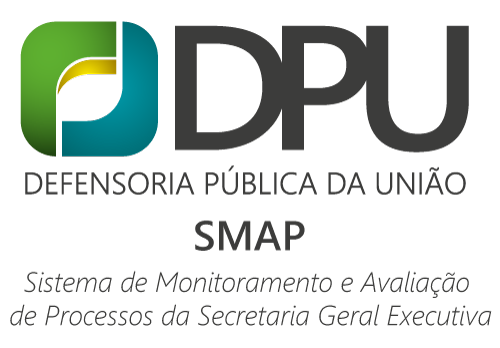 DPU
DEFENSORIA PÚBLICA DA UNIÃO
SMAP
Sistema de Monitoramento e Avaliação
de Processos da Secretaria Geral Executiva